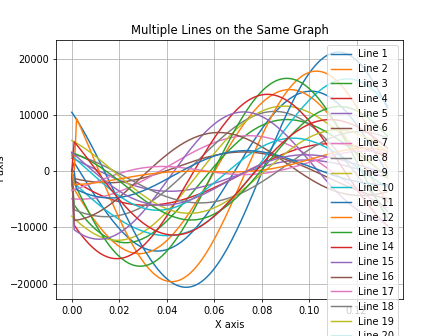 Multiple Lines on the Same Graph
20000
10000
0
−10000
−20000
0.00
0.02
0.04
0.06
0.08
0.10
X axis
Line 1
Line 2
Line 3
Line 4
Line 5
Line 6
Line 7
Line 8
Line 9
Line 10
Line 11
Line 12
Line 13
Line 14
Line 15
Line 16
Line 17
Line 18
Line 19
Line 20